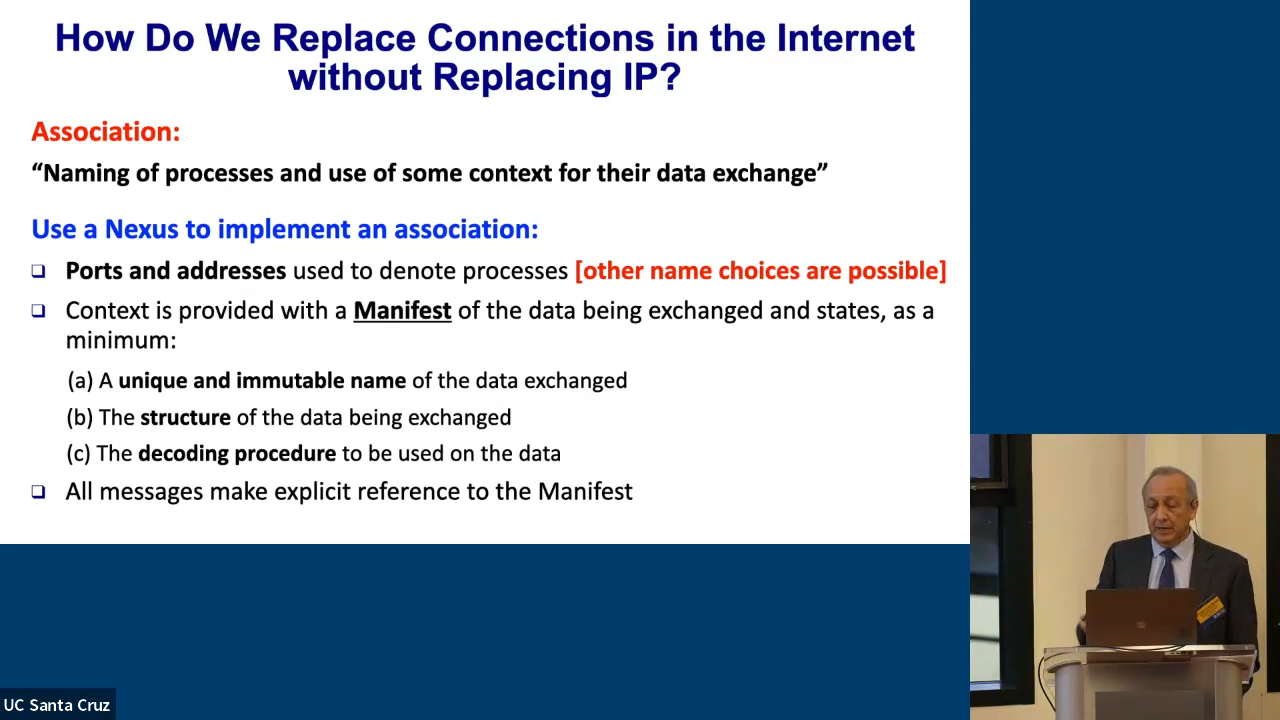 How Do We Replace Connections in the Internet
without Replacing IP?
Association:
“Naming of processes and use of some context for their data exchange”
Use a Nexus to implement an association:
Ports and addresses used to denote processes [other name choices are possible]
Context is provided with a Manifest of the data being exchanged and states, as a
minimum:
(a) A unique and immutable name of the data exchanged
(b) The structure of the data being exchanged
(c) The decoding procedure to be used on the data
All messages make explicit reference to the Manifest
UC Santa Cruz